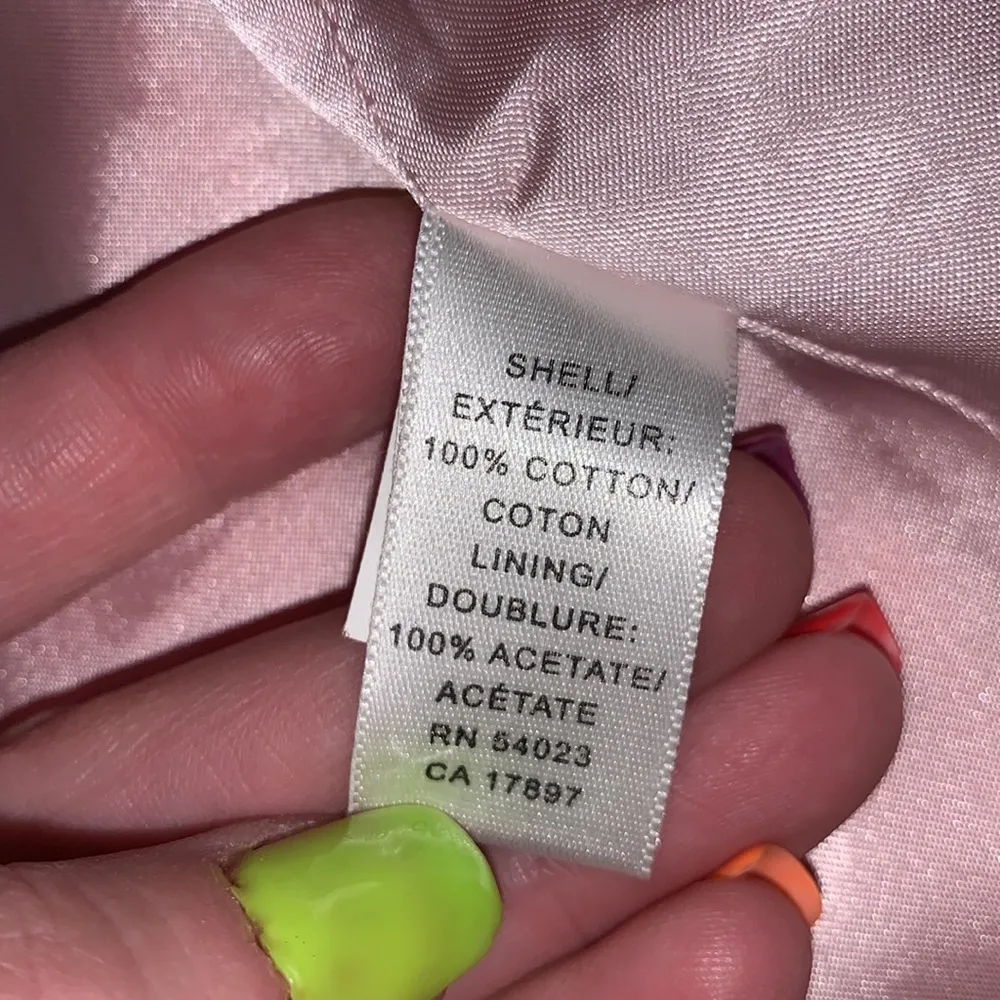 SHELL/
EXTÉRIEUR:
100% COTTON/
COTON
LINING/
DOUBLURE:
100% ACETATE/
ACÉTATE
RN 54023
CA 17897